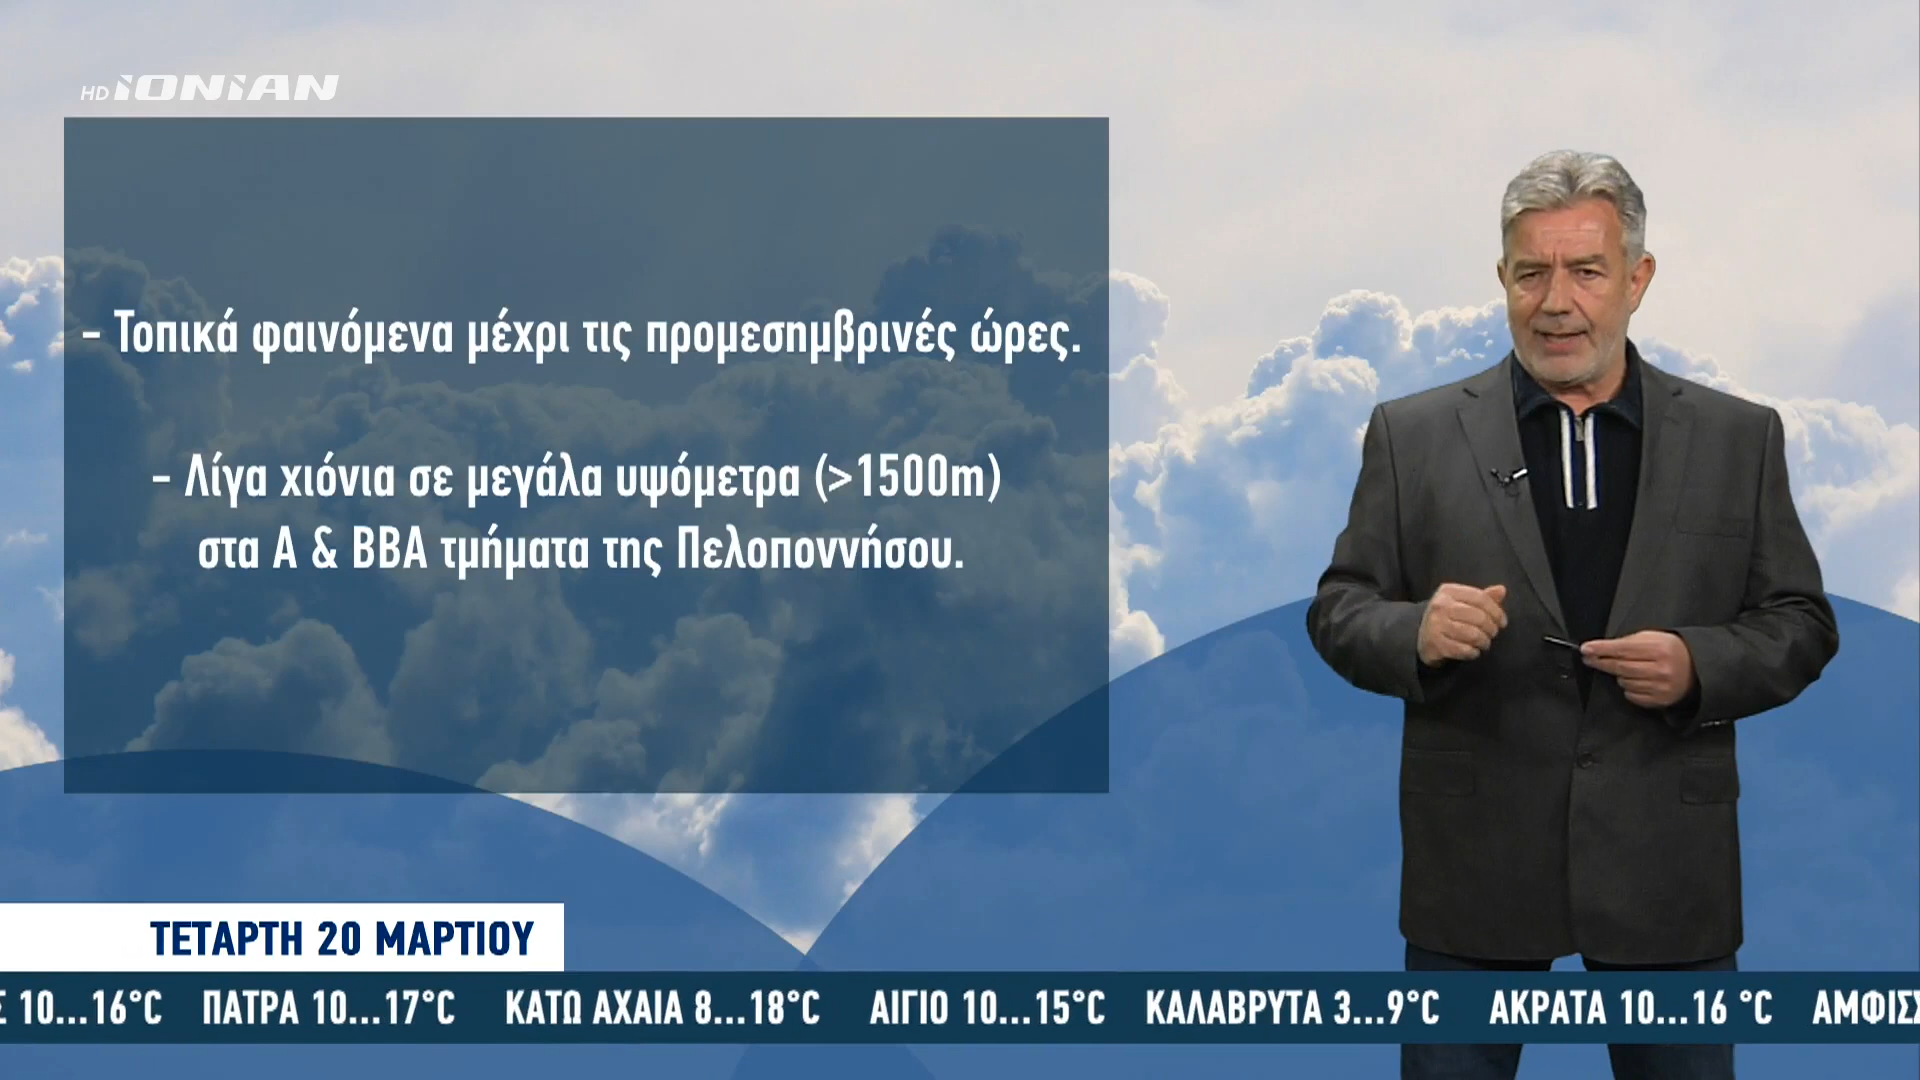 HD IONIAN
- Τοπικά φαινόμενα μέχρι τις προμεσημβρινές ώρες.
- Λίγα χιόνια σε μεγάλα υψόμετρα (>1500m)
στα Α & ΒΒΑ τμήματα της Πελοποννήσου.
ΤΕΤΑΡΤΗ 20 ΜΑΡΤΙΟΥ
Σ 10...16°C ΠΑΤΡΑ 10...17°C ΚΑΤΩ ΑΧΑΙΑ 8...18°C ΑΙΓΙΟ 10...15°C ΚΑΛΑΒΡΥΤΑ 3...9°C ΑΚΡΑΤΑ 10...16 °C ΑΜΦΙΣΣ